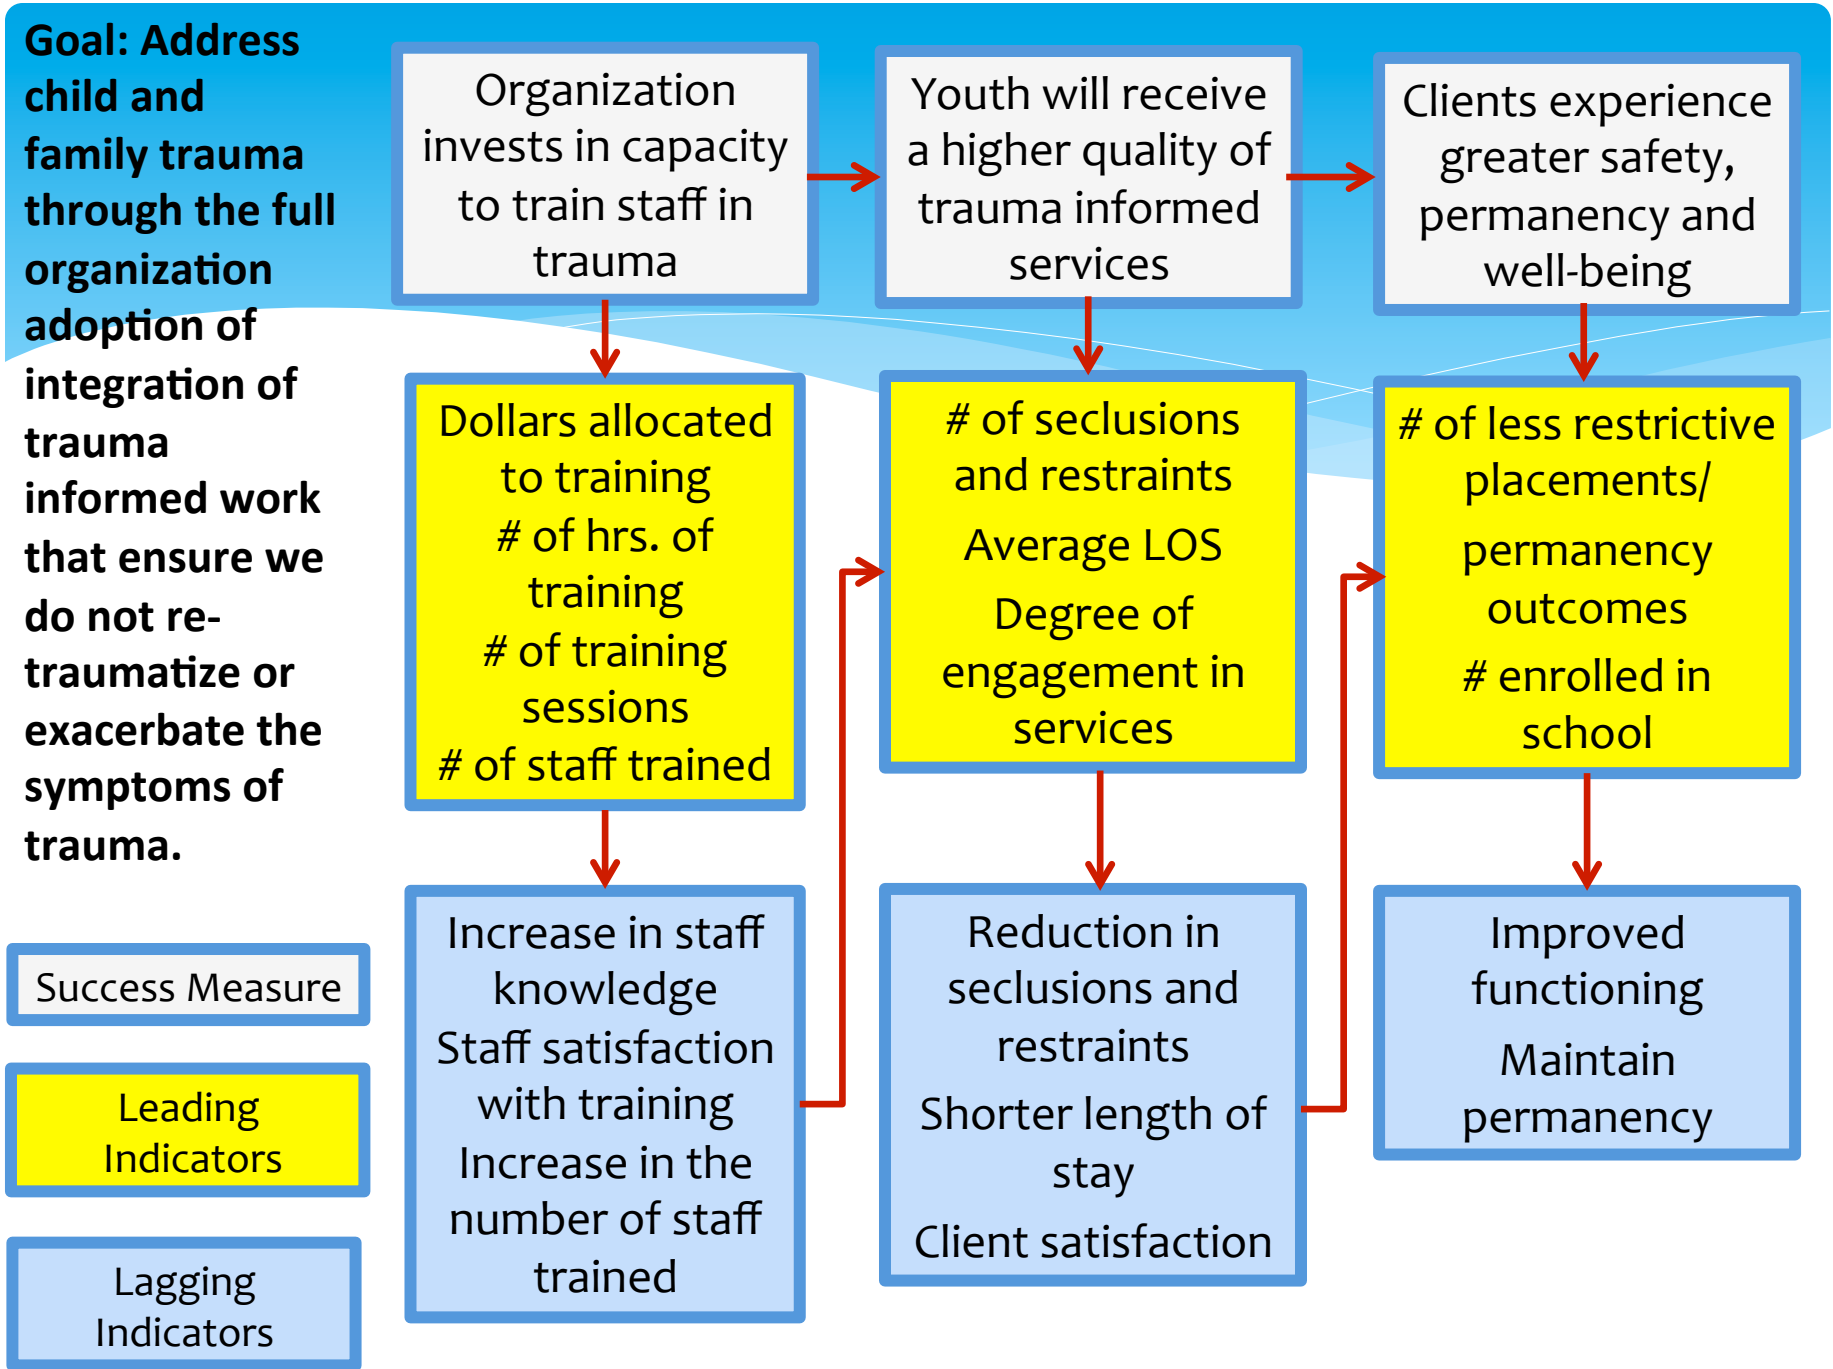 Goal: Address
child and
family trauma
through the full
organization
adoption of
integration of
trauma
informed work
that ensure we
do not re-
traumatize or
exacerbate the
symptoms of
trauma.
Organization
invests in capacity
to train staff in
trauma
Youth will receive
a higher quality of
trauma informed
services
Clients experience
greater safety,
permanency and
well-being
Dollars allocated
to training
# of hrs. of
training
# of training
sessions
# of staff trained
# of seclusions
and restraints
Average LOS
Degree of
engagement in
services
# of less restrictive
placements/
permanency
outcomes
# enrolled in
school
Increase in staff
knowledge
Staff satisfaction
with training
Increase in the
number of staff
trained
Reduction in
seclusions and
restraints
Shorter length of
stay
Client satisfaction
Improved
functioning
Maintain
permanency
Success Measure
Leading
Indicators
Lagging
Indicators